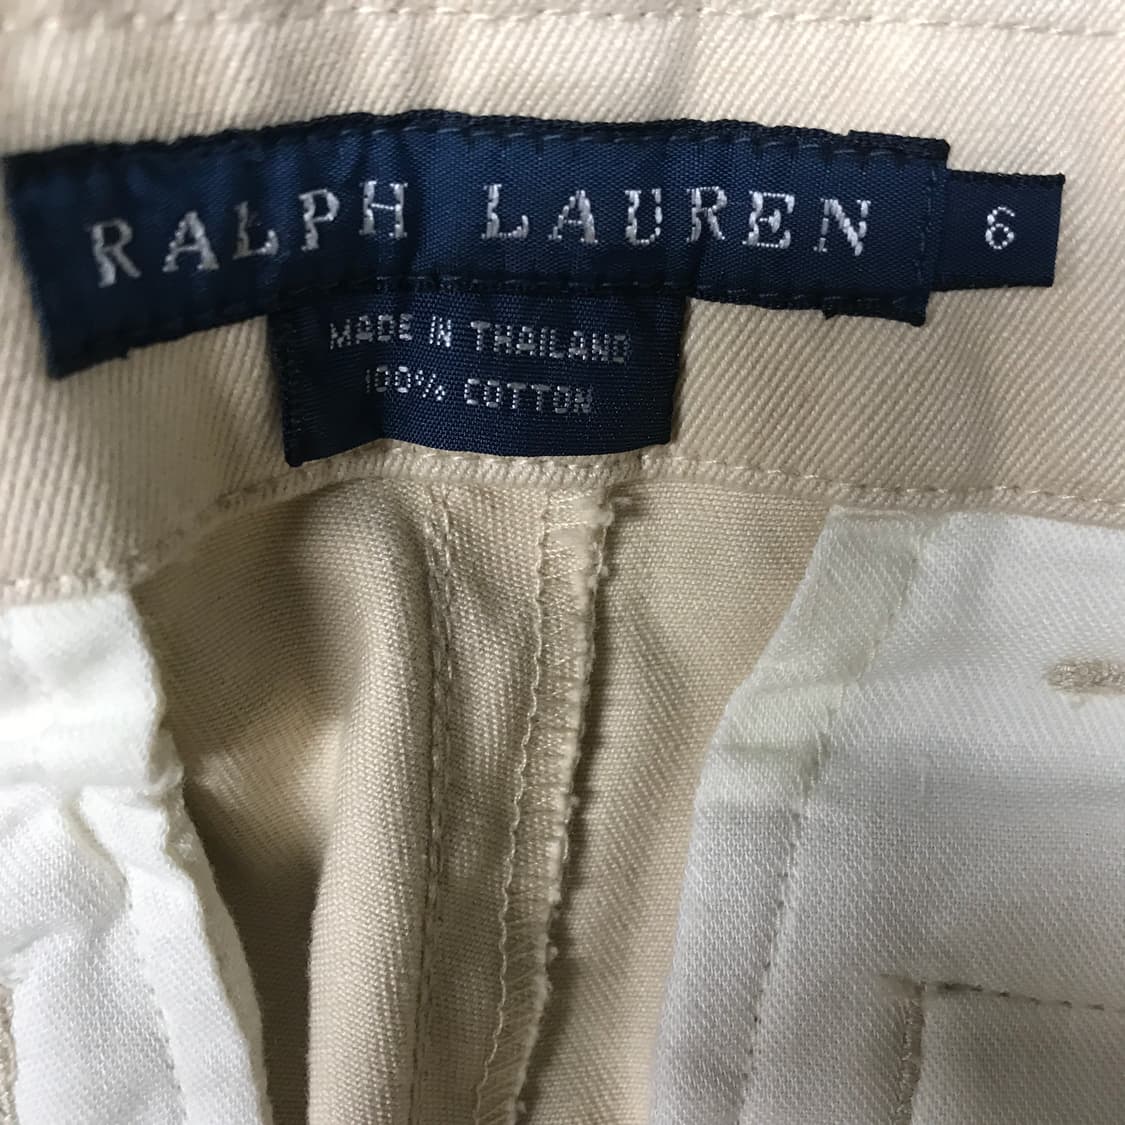 RALPH LAUREN
6
MADE IN THAILAND
100% COTTON